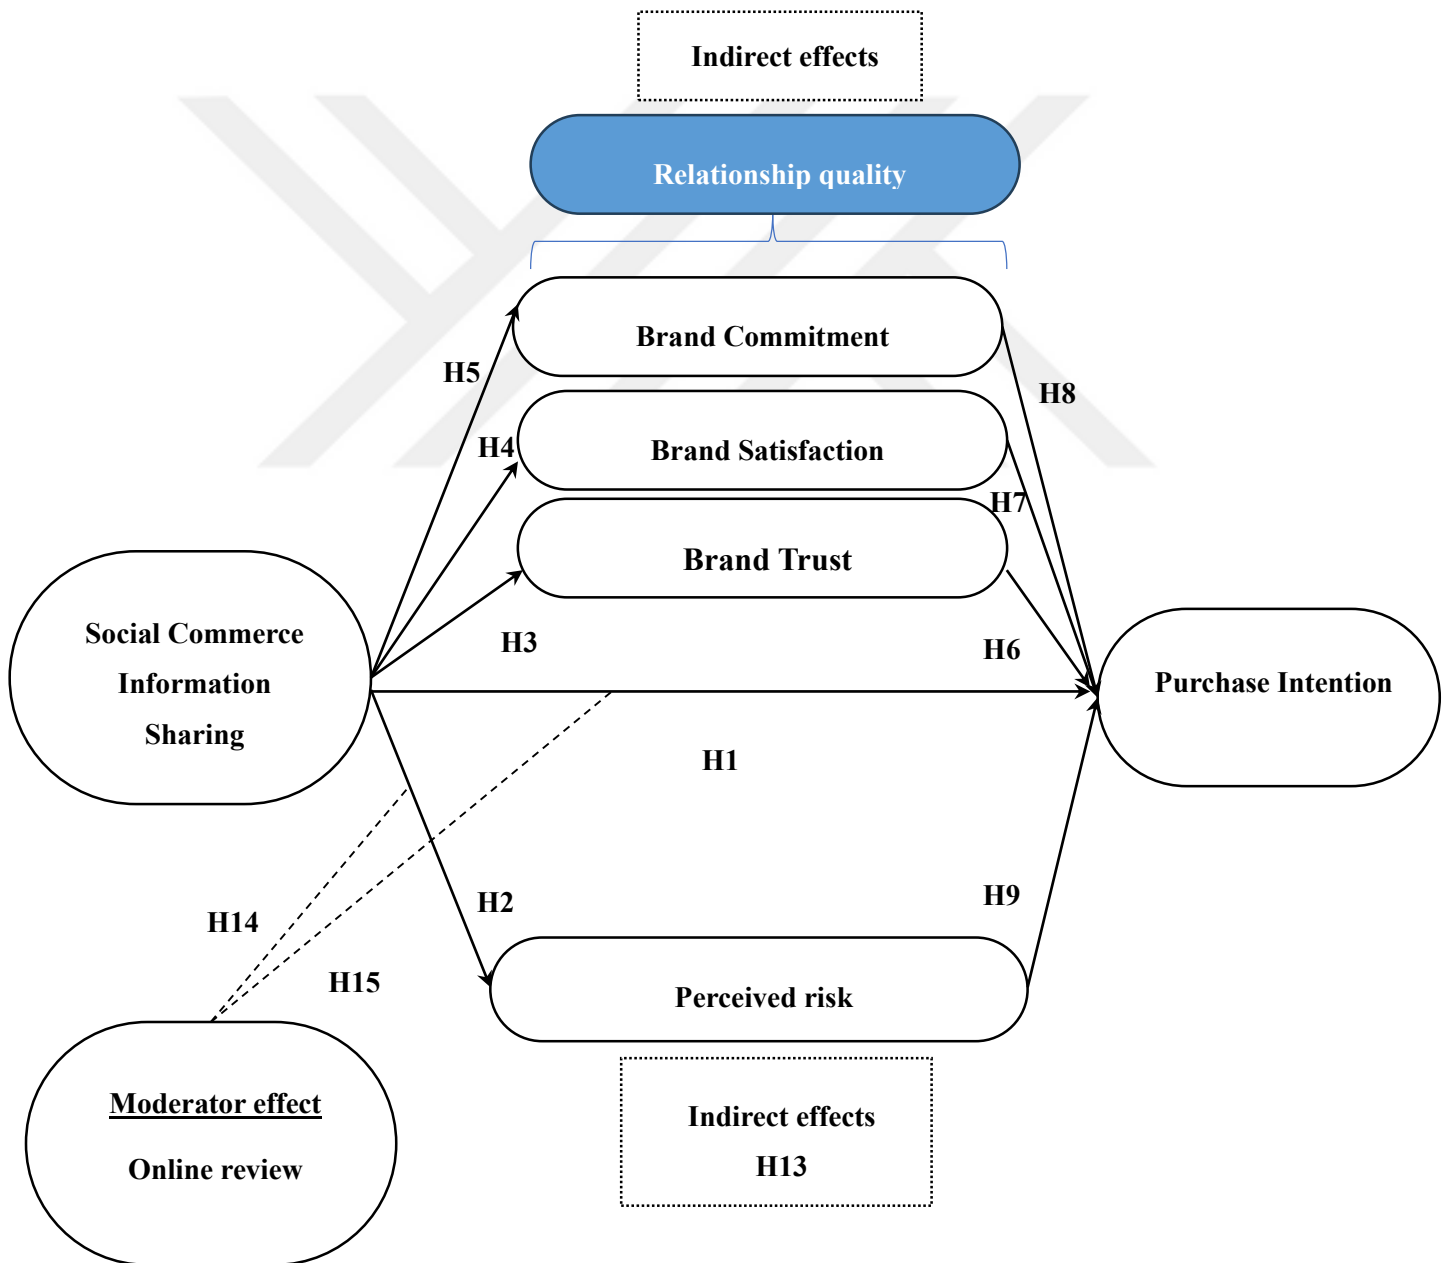 Indirect effects
Relationship quality
Brand Commitment
H5
H8
H4
Brand Satisfaction
H7
Brand Trust
Social Commerce
Information
Sharing
H3
H6
Purchase Intention
H1
H14
H2
H9
H15
Perceived risk
Moderator effect
Online review
Indirect effects
H13